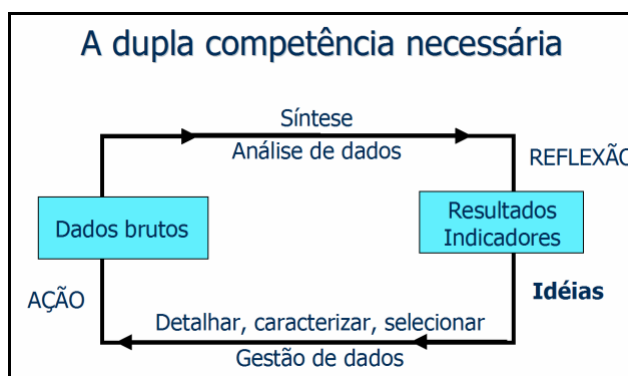 A dupla competência necessária
Síntese
Análise de dados
REFLEXÃO
Dados brutos
Resultados
Indicadores
AÇÃO
Idéias
Detalhar, caracterizar, selecionar
Gestão de dados